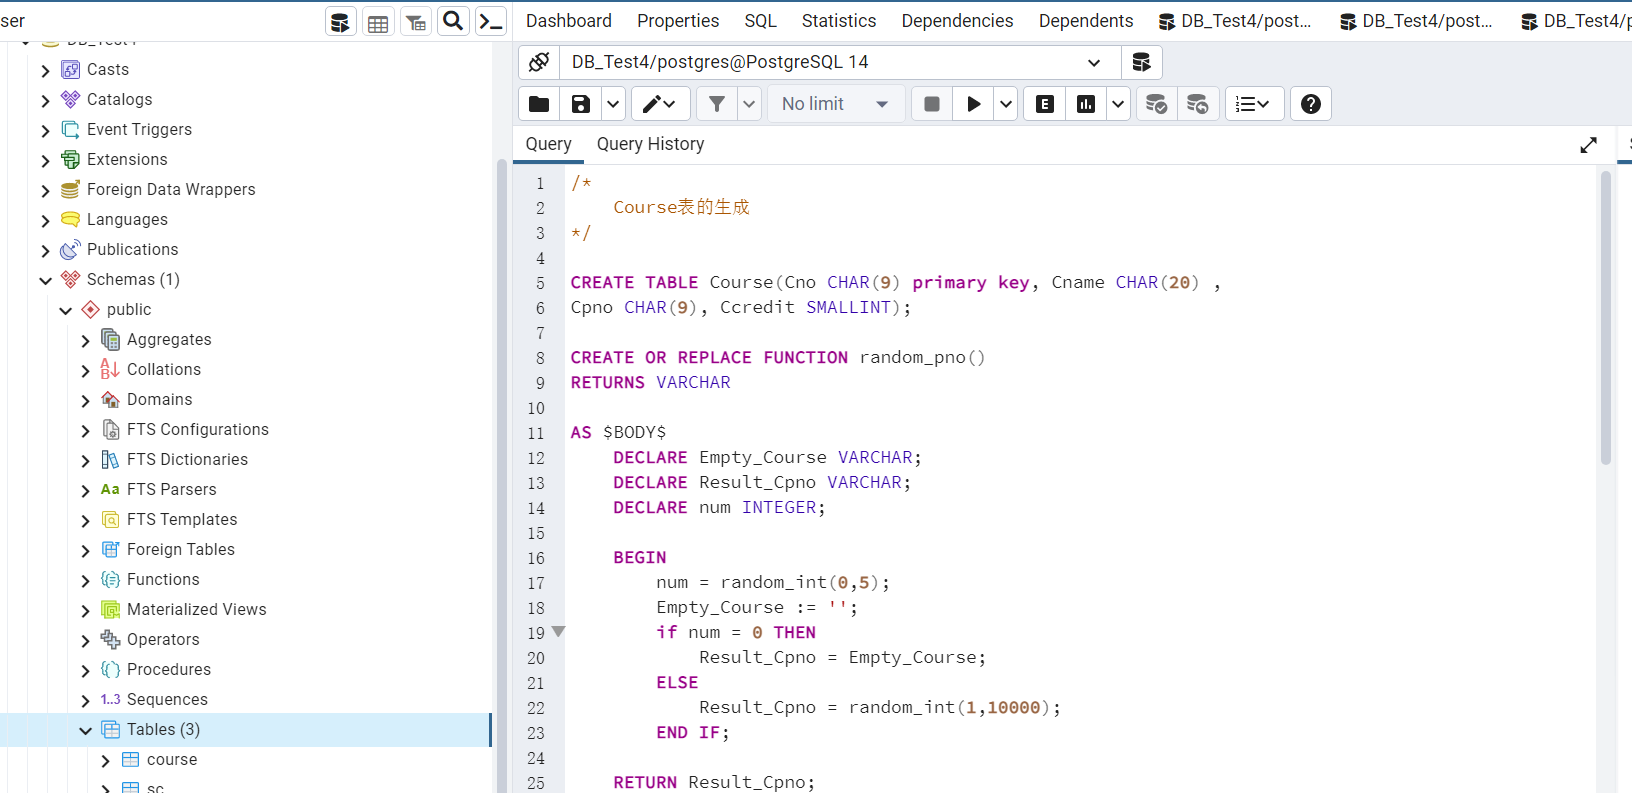 ser
Dashboard Properties SQL Statistics Dependencies Dependents DB_Test4/post... DB_Test4/post... DB_Test4/p
DB_Test4/postgres@PostgreSQL 14
No limit
E
Query Query History
Casts
Catalogs
Event Triggers
Extensions
Foreign Data Wrappers
Languages
Publications
Schemas (1)
public
Aggregates
Collations
Domains
FTS Configurations
FTS Dictionaries
Aa FTS Parsers
FTS Templates
Foreign Tables
Functions
Materialized Views
Operators
Procedures
1..3 Sequences
Tables (3)
course
sc
1 /*
2 Course表的生成
3 */
4
5 CREATE TABLE Course(Cno CHAR(9) primary key, Cname CHAR(20) ,
6 Cpno CHAR(9), Ccredit SMALLINT);
7
8 CREATE OR REPLACE FUNCTION random_pno()
9 RETURNS VARCHAR
10
11 AS $BODY$
12 DECLARE Empty_Course VARCHAR;
13 DECLARE Result_Cpno VARCHAR;
14 DECLARE num INTEGER;
15
16 BEGIN
17 num = random_int(0,5);
18 Empty_Course := '';
19 if num = 0 THEN
20 Result_Cpno = Empty_Course;
21 ELSE
22 Result_Cpno = random_int(1,10000);
23 END IF;
24
25 RETURN Result_Cpno;